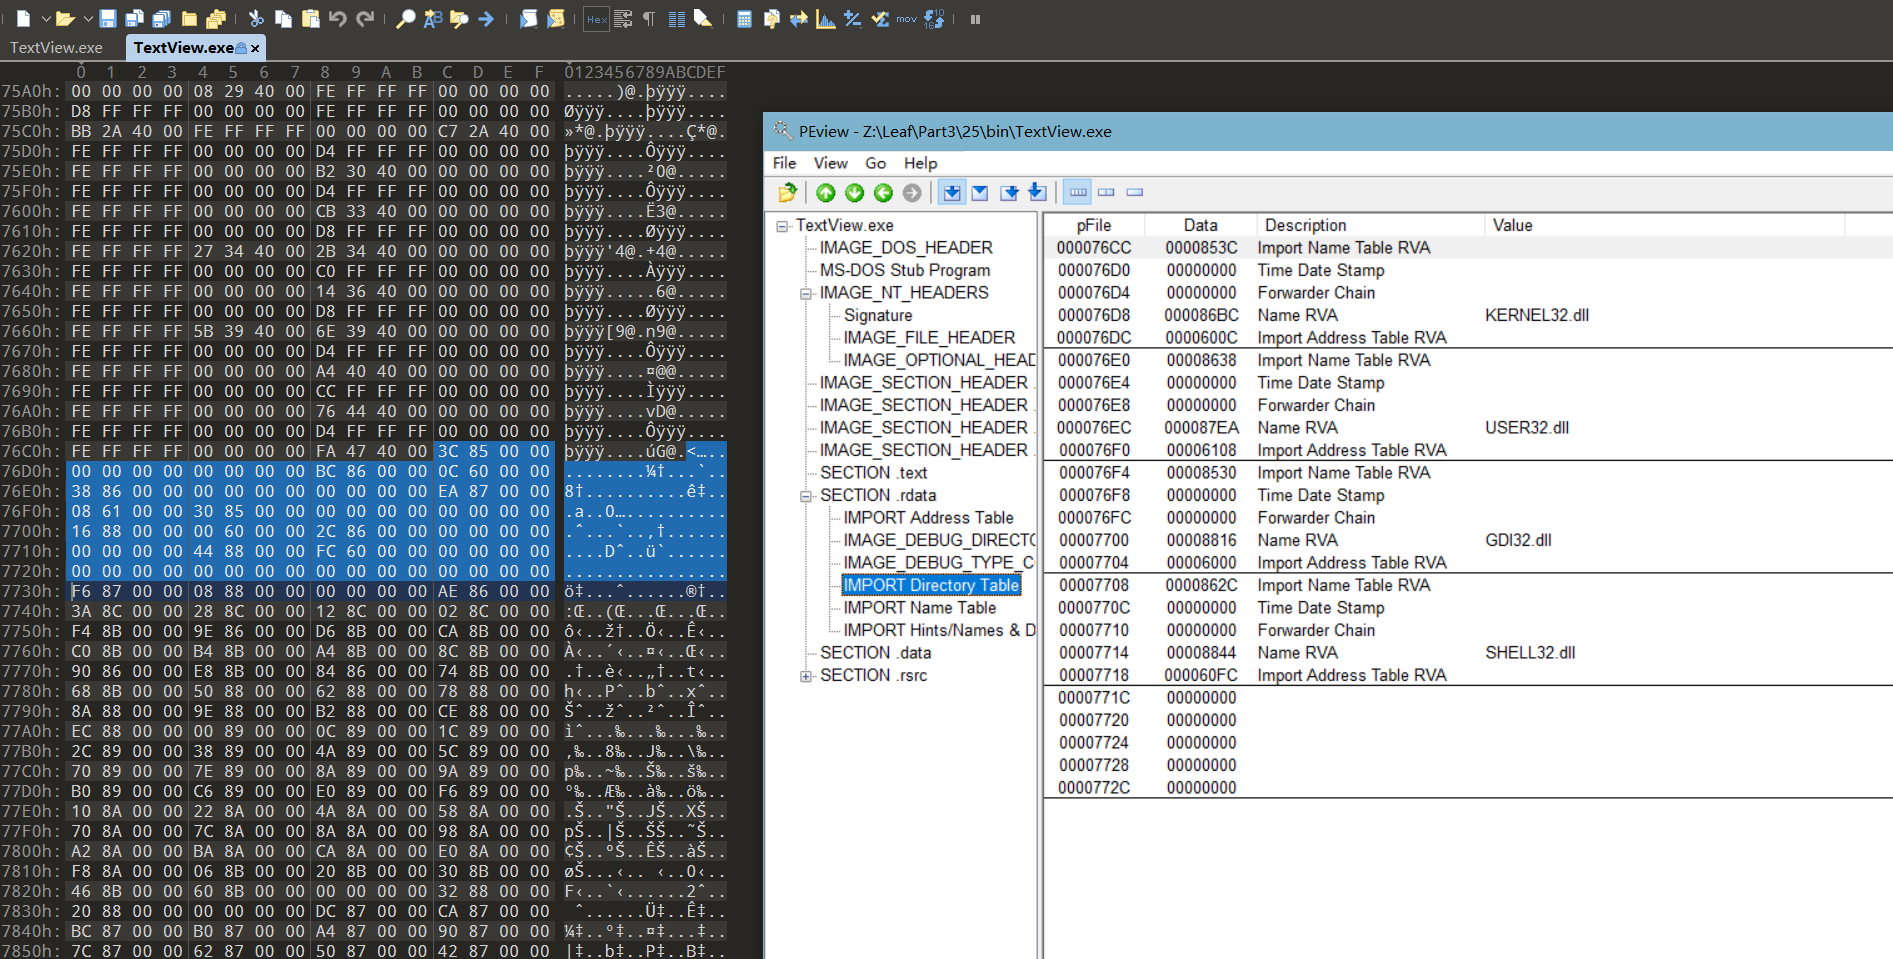 Hex
mov
TextView.exe
TextView.exe
0 1 2 3 4 5 6 7 8 9 A B C D E F 0123456789ABCDEF
75A0h: 00 00 00 00 08 29 40 00 FE FF FF FF 00 00 00 00 .....)@.þÿÿÿ....
75B0h: D8 FF FF FF 00 00 00 00 FE FF FF FF 00 00 00 00 Øÿÿÿ....þÿÿÿ....
75C0h: BB 2A 40 00 FE FF FF FF 00 00 00 00 C7 2A 40 00 »*@.þÿÿÿ....Ç*@.
75D0h: FE FF FF FF 00 00 00 00 D4 FF FF FF 00 00 00 00 þÿÿÿ....Ôÿÿÿ....
75E0h: FE FF FF FF 00 00 00 00 B2 30 40 00 00 00 00 00 þÿÿÿ....²0@.....
75F0h: FE FF FF FF 00 00 00 00 D4 FF FF FF 00 00 00 00 þÿÿÿ....Ôÿÿÿ....
7600h: FE FF FF FF 00 00 00 00 CB 33 40 00 00 00 00 00 þÿÿÿ....Ë3@.....
7610h: FE FF FF FF 00 00 00 00 D8 FF FF FF 00 00 00 00 þÿÿÿ....Øÿÿÿ....
7620h: FE FF FF FF 27 34 40 00 2B 34 40 00 00 00 00 00 þÿÿÿ'4@.+4@.....
7630h: FE FF FF FF 00 00 00 00 C0 FF FF FF 00 00 00 00 þÿÿÿ....Àÿÿÿ....
7640h: FE FF FF FF 00 00 00 00 14 36 40 00 00 00 00 00 þÿÿÿ.....6@.....
7650h: FE FF FF FF 00 00 00 00 D8 FF FF FF 00 00 00 00 þÿÿÿ....Øÿÿÿ....
7660h: FE FF FF FF 5B 39 40 00 6E 39 40 00 00 00 00 00 þÿÿÿ[9@.n9@.....
7670h: FE FF FF FF 00 00 00 00 D4 FF FF FF 00 00 00 00 þÿÿÿ....Ôÿÿÿ....
7680h: FE FF FF FF 00 00 00 00 A4 40 40 00 00 00 00 00 þÿÿÿ....¤@@.....
7690h: FE FF FF FF 00 00 00 00 CC FF FF FF 00 00 00 00 þÿÿÿ....Ìÿÿÿ....
76A0h: FE FF FF FF 00 00 00 00 76 44 40 00 00 00 00 00 þÿÿÿ....vD@.....
76B0h: FE FF FF FF 00 00 00 00 D4 FF FF FF 00 00 00 00 þÿÿÿ....Ôÿÿÿ....
76C0h: FE FF FF FF 00 00 00 00 FA 47 40 00 3C 85 00 00 þÿÿÿ....úG@.<…..
76D0h: 00 00 00 00 00 00 00 00 BC 86 00 00 0C 60 00 00 ........¼†...`..
76E0h: 38 86 00 00 00 00 00 00 00 00 00 00 EA 87 00 00 8†..........ê‡..
76F0h: 08 61 00 00 30 85 00 00 00 00 00 00 00 00 00 00 .a..0…..........
7700h: 16 88 00 00 00 60 00 00 2C 86 00 00 00 00 00 00 .ˆ...`..,†......
7710h: 00 00 00 00 44 88 00 00 FC 60 00 00 00 00 00 00 ....Dˆ..ü`......
7720h: 00 00 00 00 00 00 00 00 00 00 00 00 00 00 00 00 ................
7730h: F6 87 00 00 08 88 00 00 00 00 00 00 AE 86 00 00 ö‡...ˆ......®†..
7740h: 3A 8C 00 00 28 8C 00 00 12 8C 00 00 02 8C 00 00 :Œ..(Œ...Œ...Œ..
7750h: F4 8B 00 00 9E 86 00 00 D6 8B 00 00 CA 8B 00 00 ô‹..ž†..Ö‹..Ê‹..
7760h: C0 8B 00 00 B4 8B 00 00 A4 8B 00 00 8C 8B 00 00 À‹..´‹..¤‹..Œ‹..
7770h: 90 86 00 00 E8 8B 00 00 84 86 00 00 74 8B 00 00 .†..è‹..„†..t‹..
7780h: 68 8B 00 00 50 88 00 00 62 88 00 00 78 88 00 00 h‹..Pˆ..bˆ..xˆ..
7790h: 8A 88 00 00 9E 88 00 00 B2 88 00 00 CE 88 00 00 Šˆ..žˆ..²ˆ..Îˆ..
77A0h: EC 88 00 00 00 89 00 00 0C 89 00 00 1C 89 00 00 ìˆ...‰...‰...‰..
77B0h: 2C 89 00 00 38 89 00 00 4A 89 00 00 5C 89 00 00 ,‰..8‰..J‰..\‰..
77C0h: 70 89 00 00 7E 89 00 00 8A 89 00 00 9A 89 00 00 p‰..~‰..Š‰..š‰..
77D0h: B0 89 00 00 C6 89 00 00 E0 89 00 00 F6 89 00 00 °‰..Æ‰..à‰..ö‰..
77E0h: 10 8A 00 00 22 8A 00 00 4A 8A 00 00 58 8A 00 00 .Š.."Š..JŠ..XŠ..
77F0h: 70 8A 00 00 7C 8A 00 00 8A 8A 00 00 98 8A 00 00 pŠ..|Š..ŠŠ..˜Š..
7800h: A2 8A 00 00 BA 8A 00 00 CA 8A 00 00 E0 8A 00 00 ¢Š..ºŠ..ÊŠ..àŠ..
7810h: F8 8A 00 00 06 8B 00 00 20 8B 00 00 30 8B 00 00 øŠ...‹.. ‹..0‹..
7820h: 46 8B 00 00 60 8B 00 00 00 00 00 00 32 88 00 00 F‹..`‹......2ˆ..
7830h: 20 88 00 00 00 00 00 00 DC 87 00 00 CA 87 00 00 ˆ......Ü‡..Ê‡..
7840h: BC 87 00 00 B0 87 00 00 A4 87 00 00 90 87 00 00 ¼‡..°‡..¤‡...‡..
7850h: 7C 87 00 00 62 87 00 00 50 87 00 00 42 87 00 00 |‡..b‡..P‡..B‡..
PEview - Z:\Leaf\Part3\25\bin\TextView.exe
File View Go Help
TextView.exe
IMAGE_DOS_HEADER
MS-DOS Stub Program
IMAGE_NT_HEADERS
Signature
IMAGE_FILE_HEADER
IMAGE_OPTIONAL_HEAD
IMAGE_SECTION_HEADER .
IMAGE_SECTION_HEADER .
IMAGE_SECTION_HEADER .
IMAGE_SECTION_HEADER .
SECTION .text
SECTION .rdata
IMPORT Address Table
IMAGE_DEBUG_DIRECTO
IMAGE_DEBUG_TYPE_C
IMPORT Directory Table
IMPORT Name Table
IMPORT Hints/Names & D
SECTION .data
SECTION .rsrc
pFile Data Description Value
000076CC 0000853C Import Name Table RVA
000076D0 00000000 Time Date Stamp
000076D4 00000000 Forwarder Chain
000076D8 000086BC Name RVA KERNEL32.dll
000076DC 0000600C Import Address Table RVA
000076E0 00008638 Import Name Table RVA
000076E4 00000000 Time Date Stamp
000076E8 00000000 Forwarder Chain
000076EC 000087EA Name RVA USER32.dll
000076F0 00006108 Import Address Table RVA
000076F4 00008530 Import Name Table RVA
000076F8 00000000 Time Date Stamp
000076FC 00000000 Forwarder Chain
00007700 00008816 Name RVA GDI32.dll
00007704 00006000 Import Address Table RVA
00007708 0000862C Import Name Table RVA
0000770C 00000000 Time Date Stamp
00007710 00000000 Forwarder Chain
00007714 00008844 Name RVA SHELL32.dll
00007718 000060FC Import Address Table RVA
0000771C 00000000
00007720 00000000
00007724 00000000
00007728 00000000
0000772C 00000000